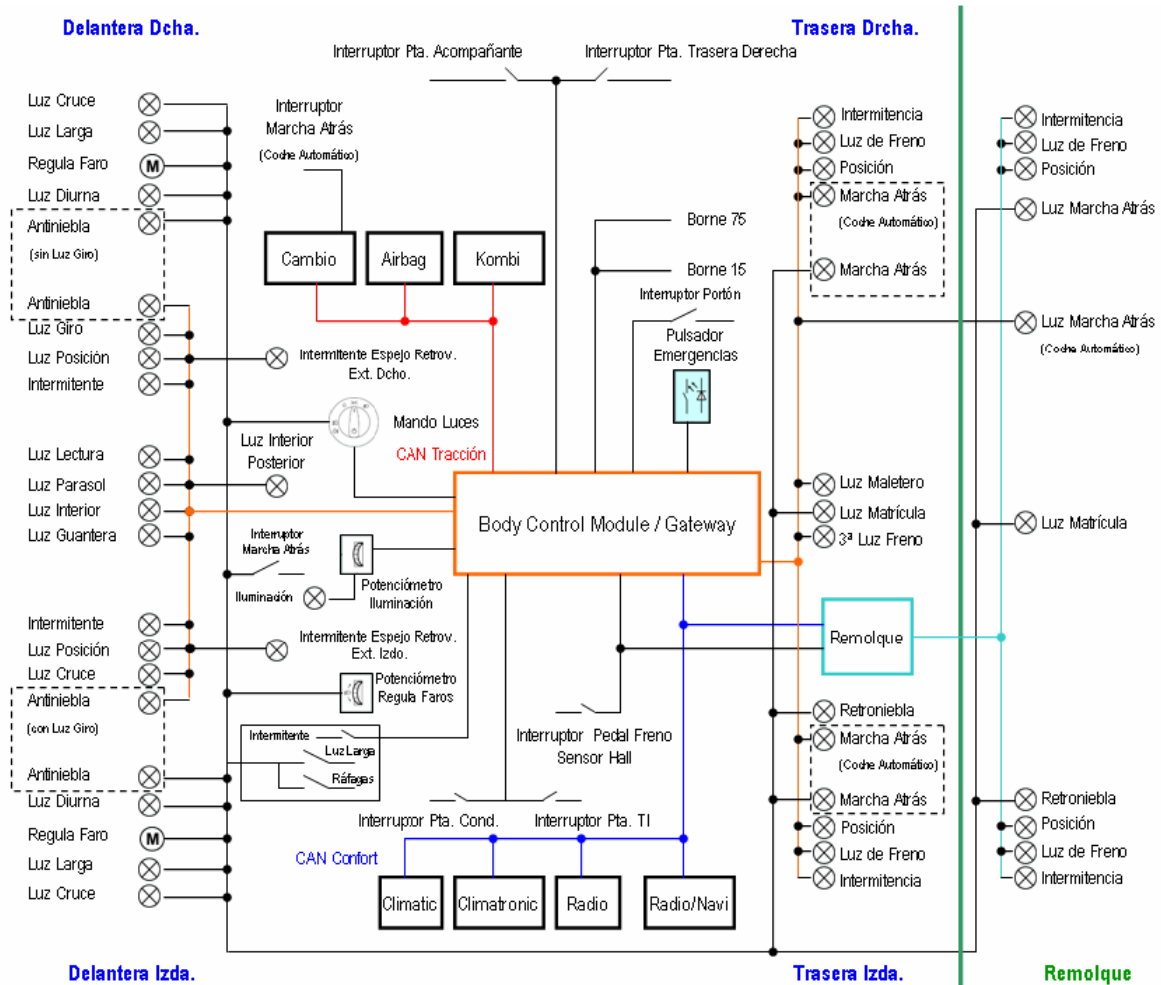 Delantera Dcha.
Trasera Drcha.
Interruptor Pta. Acompañante
Interruptor Pta. Trasera Derecha
Luz Cruce
Luz Larga
Regula Faro
M
Luz Diurna
Antiniebla
(sin Luz Giro)
Antiniebla
Luz Giro
Luz Posición
Intermitente
Interruptor
Marcha Atrás
(Coche Automático)
Cambio
Airbag
Kombi
Borne 75
Borne 15
Interruptor Portón
Pulsador
Emergencias
Intermitente Espejo Retrov.
Ext. Dcho.
Mando Luces
CAN Tracción
Luz Interior
Posterior
Luz Lectura
Luz Parasol
Luz Interior
Luz Guantera
Body Control Module / Gateway
Interruptor
Marcha Atrás
Iluminación
Potenciómetro
Iluminación
Intermitente
Luz Posición
Luz Cruce
Antiniebla
(con Luz Giro)
Antiniebla
Luz Diurna
Regula Faro
M
Luz Larga
Luz Cruce
Intermitente Espejo Retrov.
Ext. Izdo.
Potenciómetro
Regula Faros
Intermitente
Luz Larga
Ráfagas
Interruptor Pedal Freno
Sensor Hall
Interruptor Pta. Cond.
Interruptor Pta. TI
CAN Confort
Climatic
Climatronic
Radio
Radio/Navi
Intermitencia
Luz de Freno
Posición
Marcha Atrás
(Coche Automático)
Marcha Atrás
Luz Maletero
Luz Matrícula
3ª Luz Freno
Remolque
Retroniebla
Marcha Atrás
(Coche Automático)
Marcha Atrás
Posición
Luz de Freno
Intermitencia
Intermitencia
Luz de Freno
Posición
Luz Marcha Atrás
Luz Marcha Atrás
(Coche Automático)
Luz Matrícula
Retroniebla
Posición
Luz de Freno
Intermitencia
Delantera Izda.
Trasera Izda.
Remolque